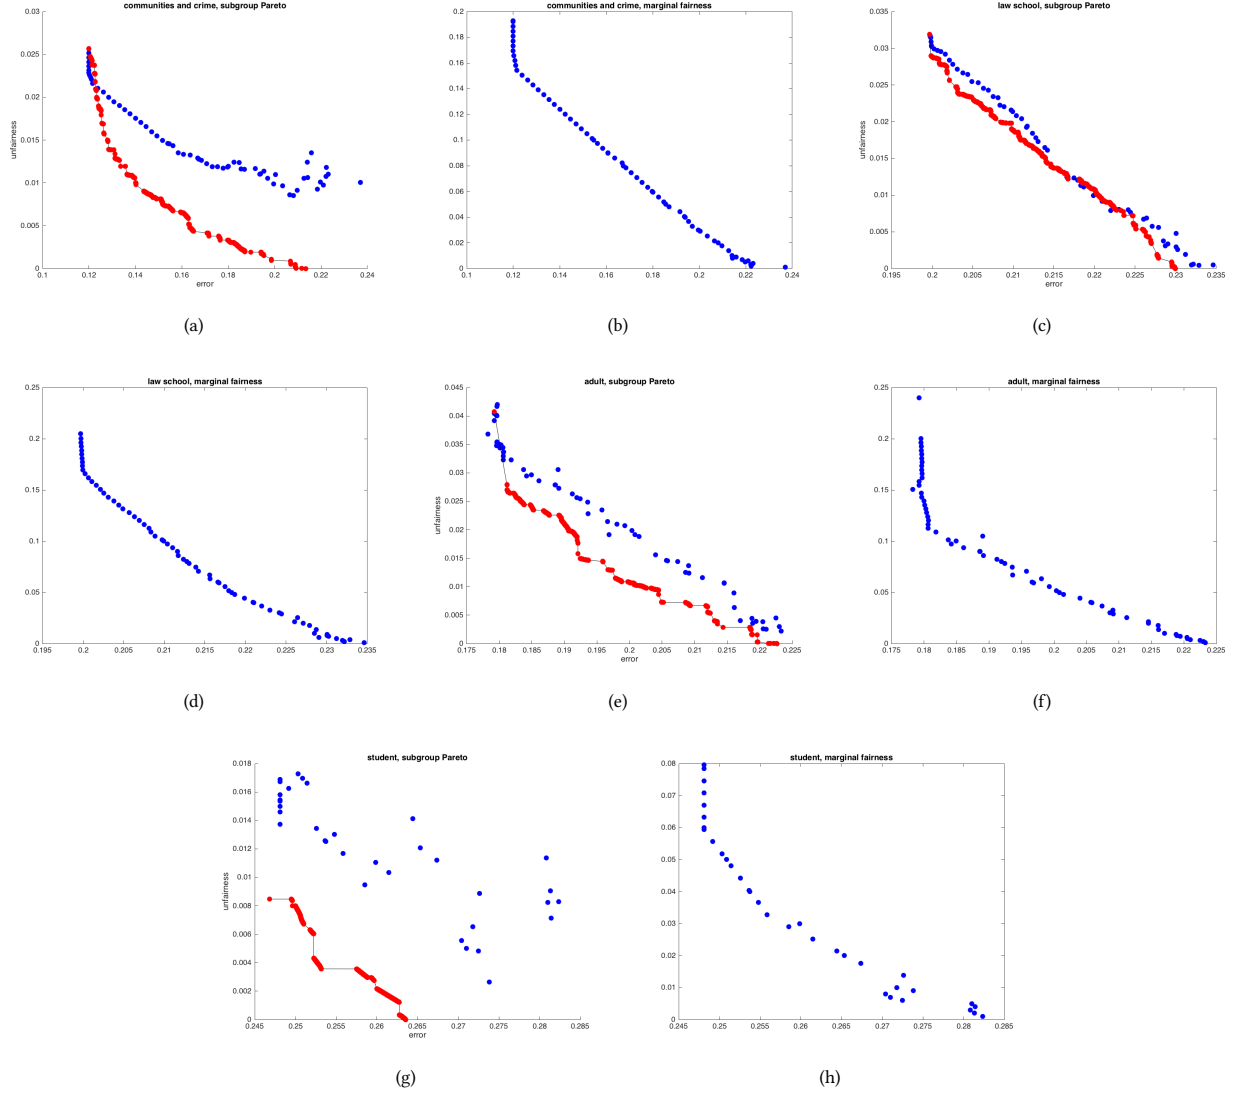 communities and crime, subgroup Pareto
0.03
0.025
0.02
0.015
0.01
0.005
0
unfairness
0.1 0.12 0.14 0.16 0.18 0.2 0.22 0.24
error
(a)
communities and crime, marginal fairness
0.2
0.18
0.16
0.14
0.12
0.1
0.08
0.06
0.04
0.02
0
0.1 0.12 0.14 0.16 0.18 0.2 0.22 0.24
(b)
law school, subgroup Pareto
0.035
0.03
0.025
0.02
0.015
0.01
0.005
0
unfairness
0.195 0.2 0.205 0.21 0.215 0.22 0.225 0.23 0.235
error
(c)
law school, marginal fairness
0.25
0.2
0.15
0.1
0.05
0
0.195 0.2 0.205 0.21 0.215 0.22 0.225 0.23 0.235
(d)
adult, subgroup Pareto
0.045
0.04
0.035
0.03
0.025
0.02
0.015
0.01
0.005
0
unfairness
0.175 0.18 0.185 0.19 0.195 0.2 0.205 0.21 0.215 0.22 0.225
error
(e)
adult, marginal fairness
0.25
0.2
0.15
0.1
0.05
0
0.175 0.18 0.185 0.19 0.195 0.2 0.205 0.21 0.215 0.22 0.225
(f)
student, subgroup Pareto
0.018
0.016
0.014
0.012
0.01
0.008
0.006
0.004
0.002
0
unfairness
0.245 0.25 0.255 0.26 0.265 0.27 0.275 0.28 0.285
error
(g)
student, marginal fairness
0.08
0.07
0.06
0.05
0.04
0.03
0.02
0.01
0
0.245 0.25 0.255 0.26 0.265 0.27 0.275 0.28 0.285
(h)